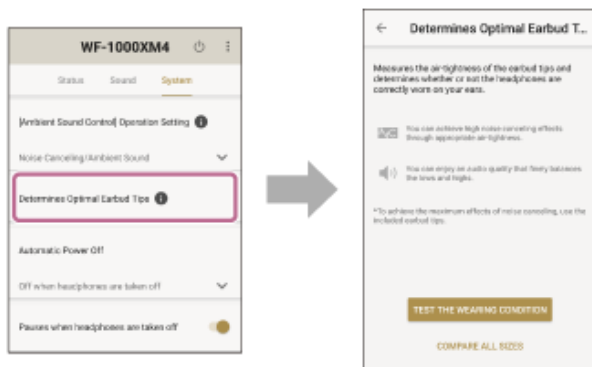 WF-1000XM4
Status Sound System
[Ambient Sound Control] Operation Setting
Noise Canceling/Ambient Sound
Determines Optimal Earbud Tips
Automatic Power Off
Off when headphones are taken off
Pauses when headphones are taken off
Determines Optimal Earbud T...
Measures the air-tightness of the earbud tips and
determines whether or not the headphones are
correctly worn on your ears.
You can achieve high noise canceling effects
through appropriate air-tightness.
You can enjoy an audio quality that finely balances
the lows and highs.
*To achieve the maximum effects of noise canceling, use the
included earbud tips.
TEST THE WEARING CONDITION
COMPARE ALL SIZES